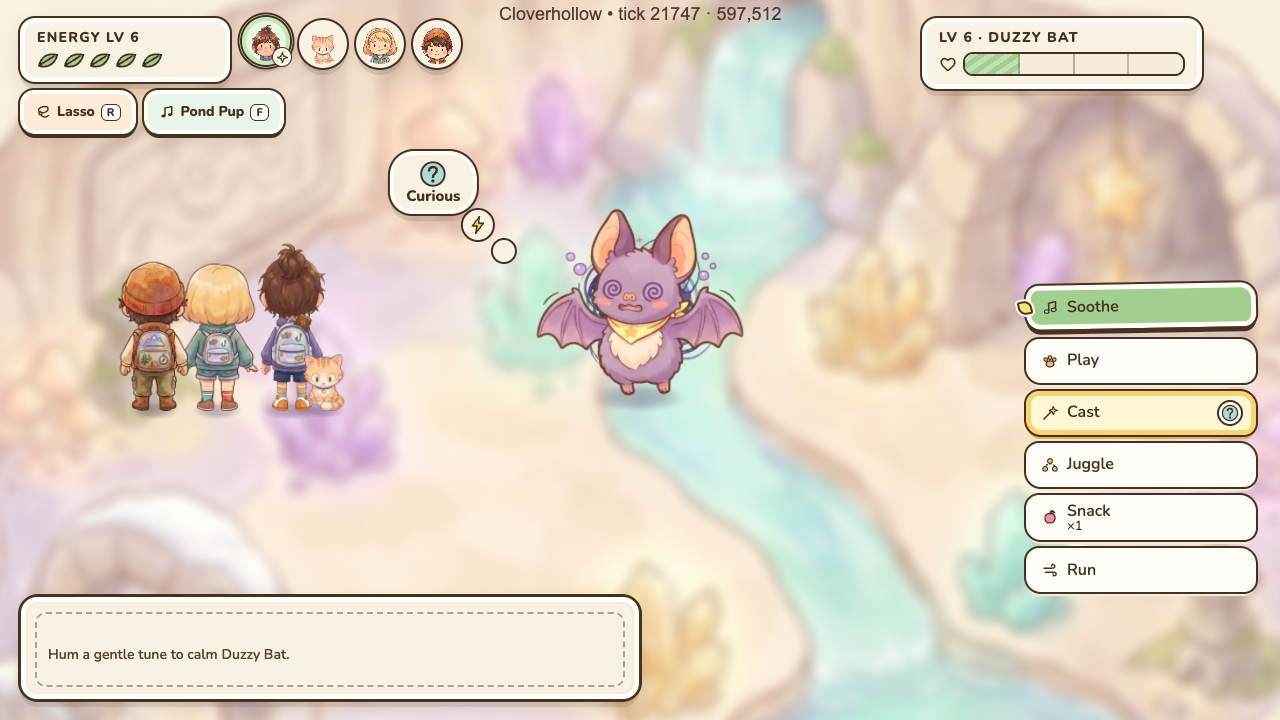 Cloverhollow • tick 21747 · 597,512
ENERGY LV 6
LV 6 · DUZZY BAT
Lasso R
Pond Pup F
?
Curious
Soothe
Play
Cast ?
Juggle
Snack
×1
Run
Hum a gentle tune to calm Duzzy Bat.